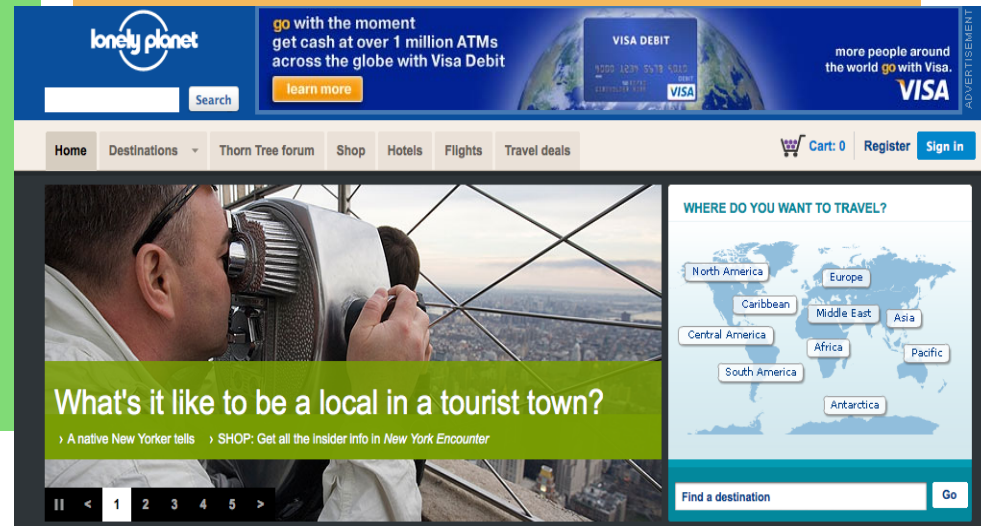 lonely planet
Search
go with the moment
get cash at over 1 million ATMs
across the globe with Visa Debit
learn more
VISA DEBIT
DEBIT
VISA
more people around
the world go with Visa.
VISA
ADVERTISEMENT
Home Destinations Thorn Tree forum Shop Hotels Flights Travel deals
Cart: 0 Register Sign in
What's it like to be a local in a tourist town?
› A native New Yorker tells › SHOP: Get all the insider info in New York Encounter
< 1 2 3 4 5 >
WHERE DO YOU WANT TO TRAVEL?
North America
Europe
Caribbean
Middle East
Asia
Central America
Africa
Pacific
South America
Antarctica
Find a destination
Go